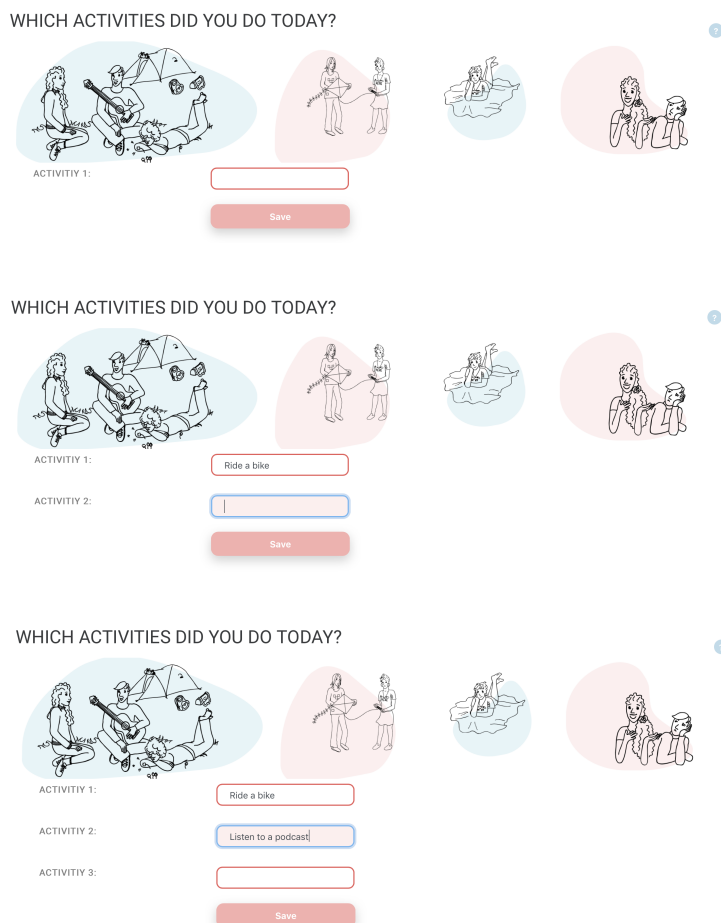 WHICH ACTIVITIES DID YOU DO TODAY?
?
ACTIVITIY 1:
Save
WHICH ACTIVITIES DID YOU DO TODAY?
?
ACTIVITIY 1:
Ride a bike
ACTIVITIY 2:
Save
WHICH ACTIVITIES DID YOU DO TODAY?
ACTIVITIY 1:
Ride a bike
ACTIVITIY 2:
Listen to a podcast
ACTIVITIY 3:
Save